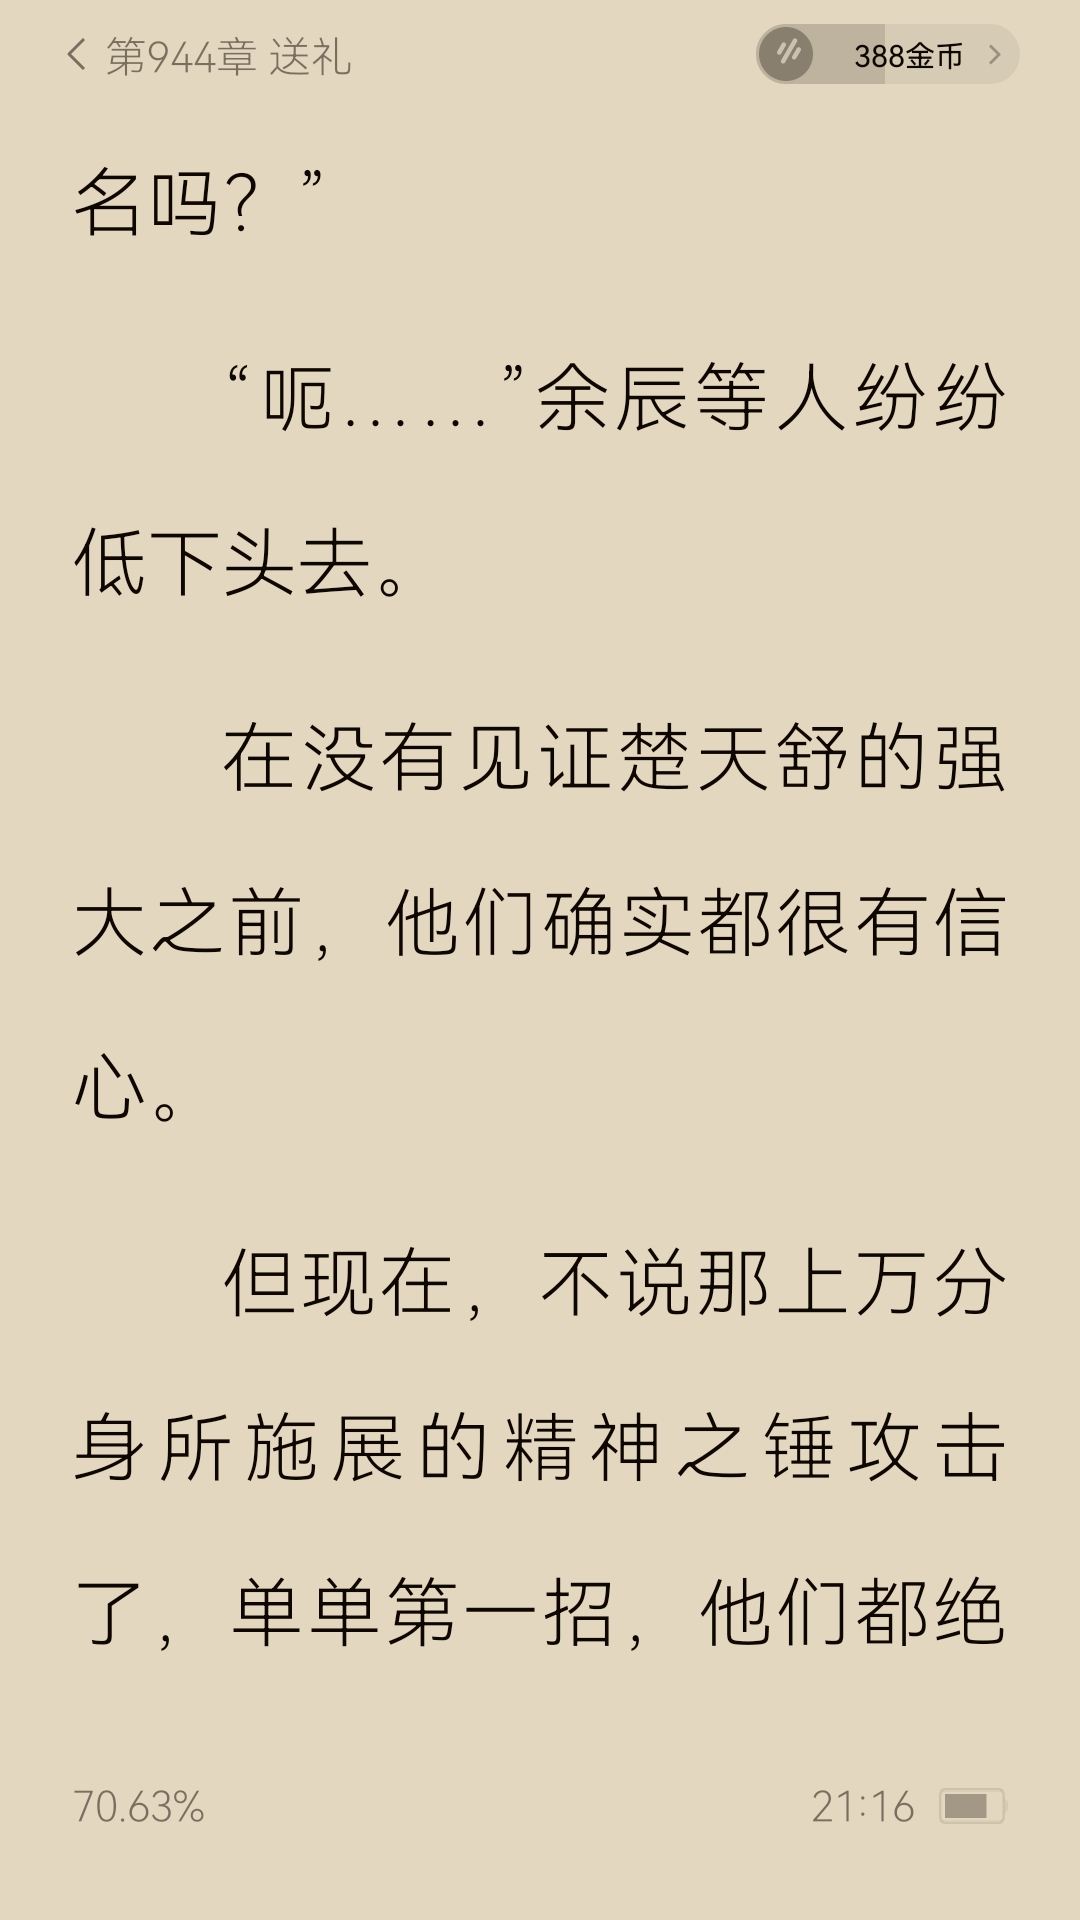 第944章 送礼
388金币
名吗？”
“呃……”余辰等人纷纷
低下头去。
在没有见证楚天舒的强
大之前，他们确实都很有信
心。
但现在，不说那上万分
身所施展的精神之锤攻击
了，单单第一招，他们都绝
70.63%
21:16